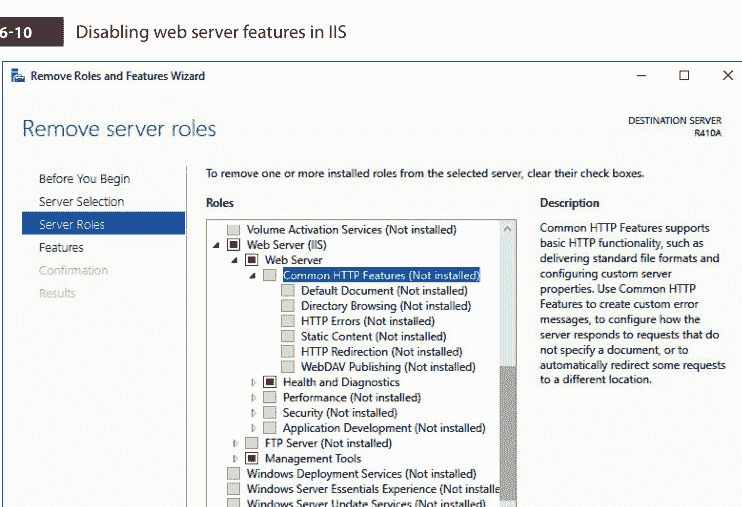 6-10 Disabling web server features in IIS
Remove Roles and Features Wizard
Remove server roles
DESTINATION SERVER
R410A
Before You Begin
Server Selection
Server Roles
Features
Confirmation
Results
To remove one or more installed roles from the selected server, clear their check boxes.
Roles
Volume Activation Services (Not installed)
Web Server (IIS)
Web Server
Common HTTP Features (Not installed)
Default Document (Not installed)
Directory Browsing (Not installed)
HTTP Errors (Not installed)
Static Content (Not installed)
HTTP Redirection (Not installed)
WebDAV Publishing (Not installed)
Health and Diagnostics
Performance (Not installed)
Security (Not installed)
Application Development (Not installed)
FTP Server (Not installed)
Management Tools
Windows Deployment Services (Not installed)
Windows Server Essentials Experience (Not installe
Windows Server Update Services (Not installed)
Description
Common HTTP Features supports
basic HTTP functionality, such as
delivering standard file formats and
configuring custom server
properties. Use Common HTTP
Features to create custom error
messages, to configure how the
server responds to requests that do
not specify a document, or to
automatically redirect some requests
to a different location.